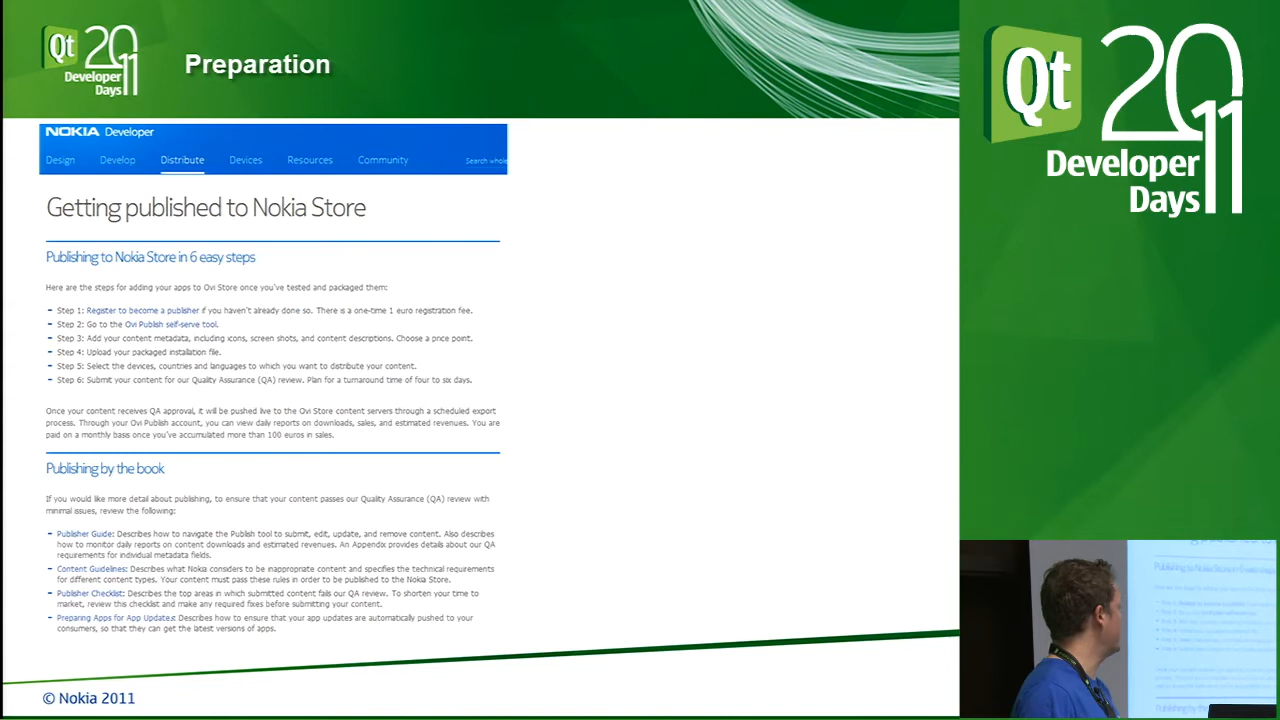 Qt 2011
Developer
Days
Preparation
NOKIA Developer
Design Develop Distribute Devices Resources Community Search whole
Getting published to Nokia Store
Publishing to Nokia Store in 6 easy steps
Here are the steps for adding your apps to Ovi Store once you've tested and packaged them:
Step 1: Register to become a publisher if you haven't already done so. There is a one-time 1 euro registration fee.
Step 2: Go to the Ovi Publish self-serve tool.
Step 3: Add your content metadata, including icons, screen shots, and content descriptions. Choose a price point.
Step 4: Upload your packaged installation file.
Step 5: Select the devices, countries and languages to which you want to distribute your content.
Step 6: Submit your content for our Quality Assurance (QA) review. Plan for a turnaround time of four to six days.
Once your content receives QA approval, it will be pushed live to the Ovi Store content servers through a scheduled export
process. Through your Ovi Publish account, you can view daily reports on downloads, sales, and estimated revenues. You are
paid on a monthly basis once you've accumulated more than 100 euros in sales.
Publishing by the book
If you would like more detail about publishing, to ensure that your content passes our Quality Assurance (QA) review with
minimal issues, review the following:
Publisher Guide: Describes how to navigate the Publish tool to submit, edit, update, and remove content. Also describes
how to monitor daily reports on content downloads and estimated revenues. An Appendix provides details about our QA
requirements for individual metadata fields.
Content Guidelines: Describes what Nokia considers to be inappropriate content and specifies the technical requirements
for different content types. Your content must pass these rules in order to be published to the Nokia Store.
Publisher Checklist: Describes the top areas in which submitted content fails our QA review. To shorten your time to
market, review this checklist and make any required fixes before submitting your content.
Preparing Apps for App Updates: Describes how to ensure that your app updates are automatically pushed to your
consumers, so that they can get the latest versions of apps.
© Nokia 2011
Qt 2011
Developer
Days